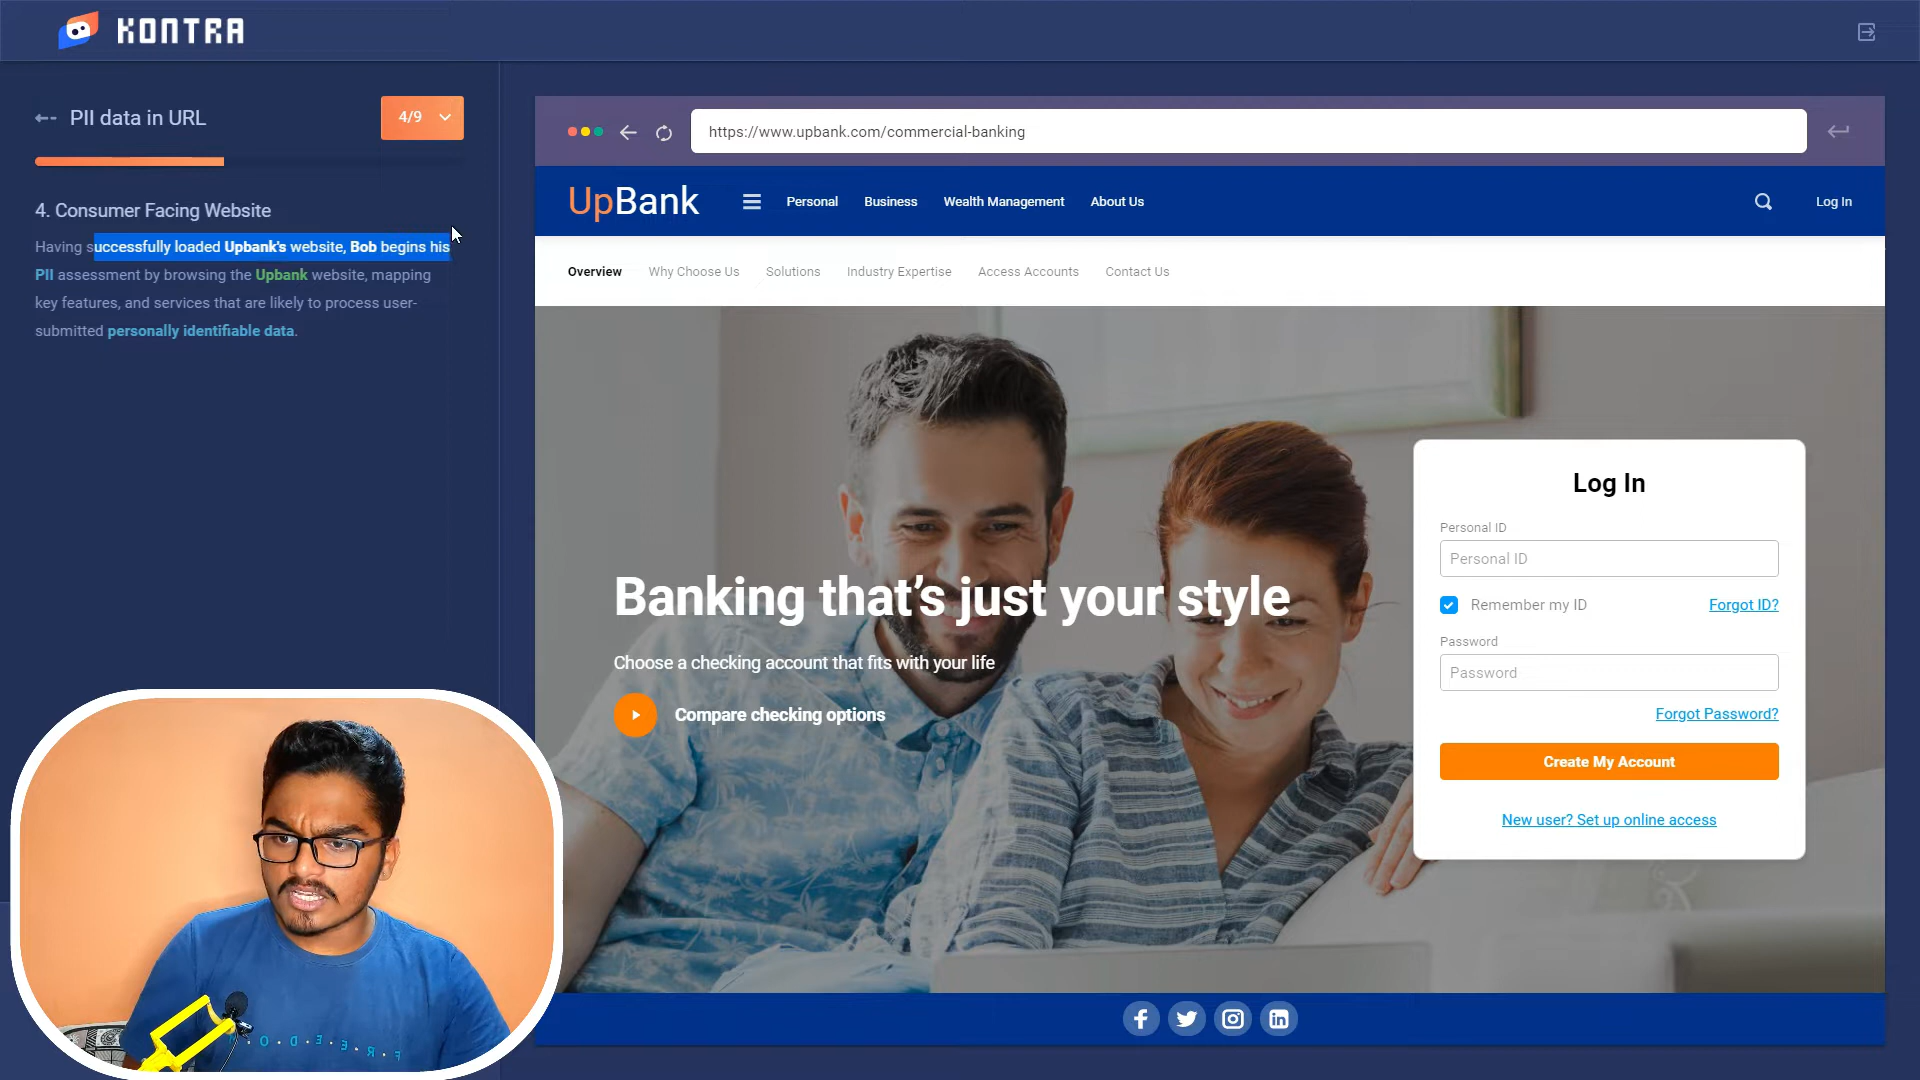 KONTRA
PII data in URL
4/9
4. Consumer Facing Website
Having successfully loaded Upbank's website, Bob begins his
PII assessment by browsing the Upbank website, mapping
key features, and services that are likely to process user-
submitted personally identifiable data.
https://www.upbank.com/commercial-banking
UpBank
Personal
Business
Wealth Management
About Us
Log In
Overview
Why Choose Us
Solutions
Industry Expertise
Access Accounts
Contact Us
Banking that's just your style
Choose a checking account that fits with your life
Compare checking options
Log In
Personal ID
Personal ID
Remember my ID
Forgot ID?
Password
Password
Forgot Password?
Create My Account
New user? Set up online access
F.R.E.E.D.O.